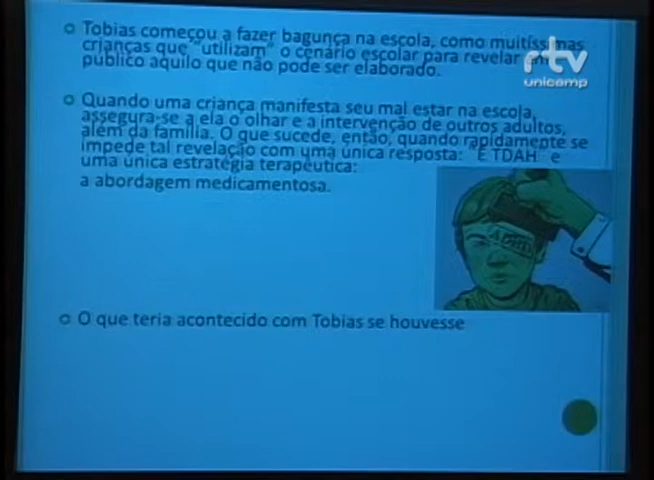 Tobias começou a fazer bagunça na escola, como muitíssimas
crianças que "utilizam" o cenário escolar para revelar em
público aquilo que não pode ser elaborado.
Quando uma criança manifesta seu mal estar na escola,
assegura-se a ela o olhar e a intervenção de outros adultos,
além da família. O que sucede, então, quando rapidamente se
impede tal revelação com uma única resposta: "É TDAH" e
uma única estratégia terapêutica:
a abordagem medicamentosa.
O que teria acontecido com Tobias se houvesse
rtv
unicamp